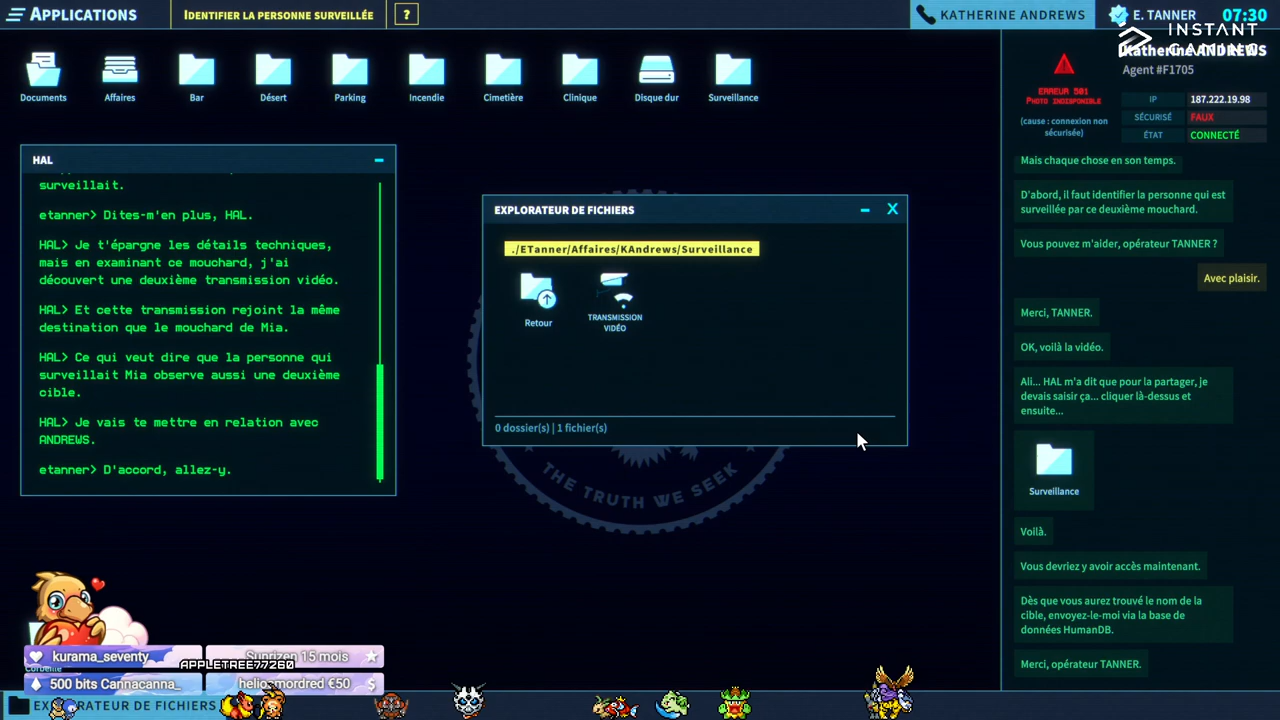 APPLICATIONS
IDENTIFIER LA PERSONNE SURVEILLÉE
?
KATHERINE ANDREWS
E. TANNER
07:30
INSTANT
Katherine ANDREWS
Agent #F1705
Documents
Affaires
Bar
Désert
Parking
Incendie
Cimetière
Clinique
Disque dur
Surveillance
ERREUR 501
PHOTO INDISPONIBLE
(cause : connexion non
sécurisée)
IP
187.222.19.98
SÉCURISÉ
FAUX
ÉTAT
CONNECTÉ
HAL
surveillait.
etanner> Dites-m'en plus, HAL.
HAL> Je t'épargne les détails techniques,
mais en examinant ce mouchard, j'ai
découvert une deuxième transmission vidéo.
HAL> Et cette transmission rejoint la même
destination que le mouchard de Mia.
HAL> Ce qui veut dire que la personne qui
surveillait Mia observe aussi une deuxième
cible.
HAL> Je vais te mettre en relation avec
ANDREWS.
etanner> D'accord, allez-y.
EXPLORATEUR DE FICHIERS
X
./ETanner/Affaires/KAndrews/Surveillance
Retour
TRANSMISSION
VIDÉO
0 dossier(s) | 1 fichier(s)
THE TRUTH WE SEEK
Mais chaque chose en son temps.
D'abord, il faut identifier la personne qui est
surveillée par ce deuxième mouchard.
Vous pouvez m'aider, opérateur TANNER ?
Avec plaisir.
Merci, TANNER.
OK, voilà la vidéo.
Ali... HAL m'a dit que pour la partager, je
devais saisir ça... cliquer là-dessus et
ensuite...
Surveillance
Voilà.
Vous devriez y avoir accès maintenant.
Dès que vous aurez trouvé le nom de la
cible, envoyez-le-moi via la base de
données HumanDB.
Merci, opérateur TANNER.
kurama_seventy
Suprizen 15 mois
APPLETREE77260
Corbeille
500 bits Cannacanna_
helio_mordred €50
$
EXPLORATEUR DE FICHIERS